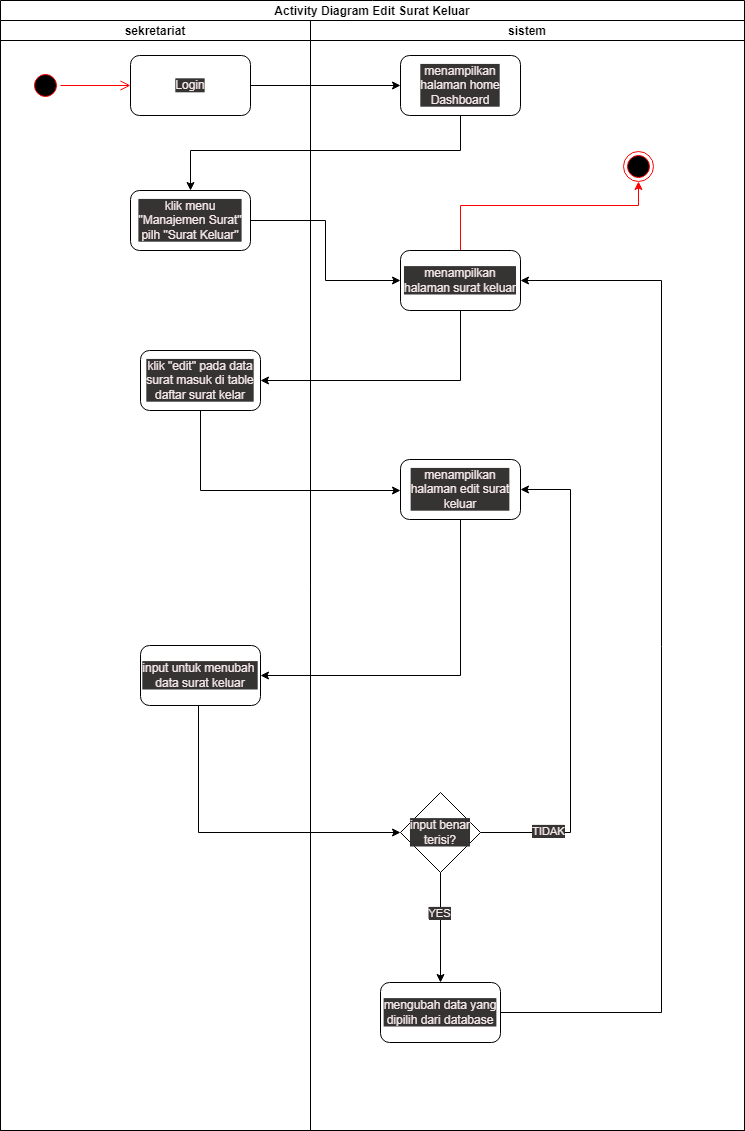 Activity Diagram Edit Surat Keluar
sekretariat
sistem
Login
menampilkan
halaman home
Dashboard
klik menu
"Manajemen Surat"
pilh "Surat Keluar"
menampilkan
halaman surat keluar
klik "edit" pada data
surat masuk di table
daftar surat kelar
menampilkan
halaman edit surat
keluar
input untuk menubah
data surat keluar
input benar
terisi?
TIDAK
YES
mengubah data yang
dipilih dari database